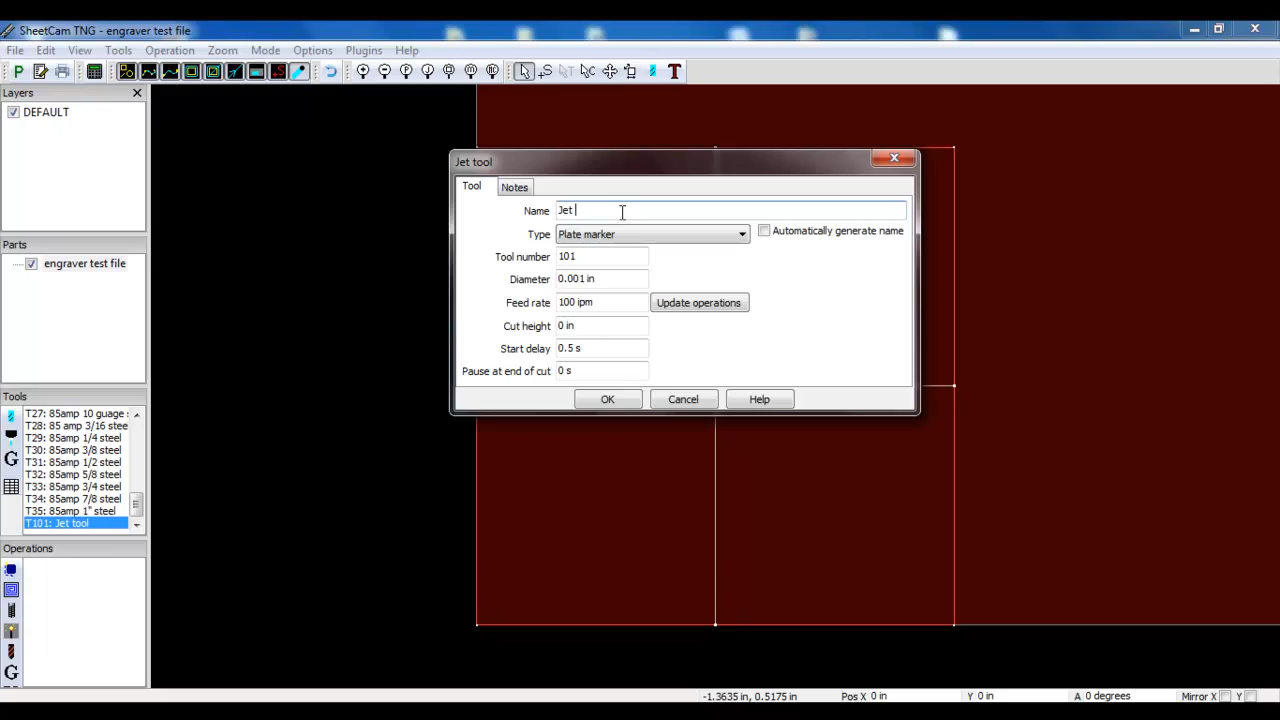 SheetCam TNG - engraver test file
File Edit View Tools Operation Zoom Mode Options Plugins Help
P T
Layers
DEFAULT
Parts
engraver test file
Tools
T27: 85amp 10 guage s
T28: 85 amp 3/16 stee
T29: 85amp 1/4 steel
T30: 85amp 3/8 steel
T31: 85amp 1/2 steel
T32: 85amp 5/8 steel
T33: 85amp 3/4 steel
T34: 85amp 7/8 steel
T35: 85amp 1" steel
T101: Jet tool
G
Operations
G
Jet tool
Tool Notes
Name Jet
Type Plate marker Automatically generate name
Tool number 101
Diameter 0.001 in
Feed rate 100 ipm Update operations
Cut height 0 in
Start delay 0.5 s
Pause at end of cut 0 s
OK Cancel Help
-1.3635 in, 0.5175 in Pos X 0 in Y 0 in A 0 degrees Mirror X Y